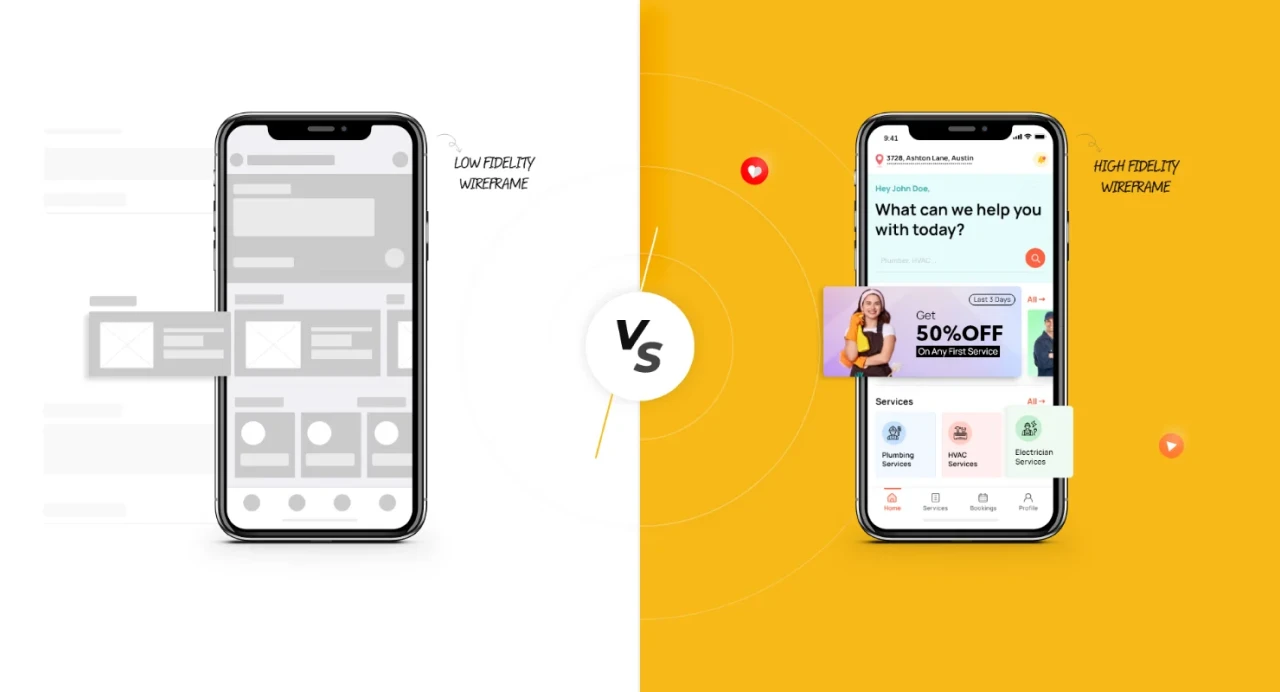 LOW FIDELITY
WIREFRAME
VS
9:41
3728, Ashton Lane, Austin
Hey John Doe,
What can we help you
with today?
Plumber, HVAC ...
Last 3 Days
Get
50%OFF
On Any First Service
All →
Services
All →
Plumbing
Services
HVAC
Services
Electrician
Services
Home
Services
Bookings
Profile
HIGH FIDELITY
WIREFRAME